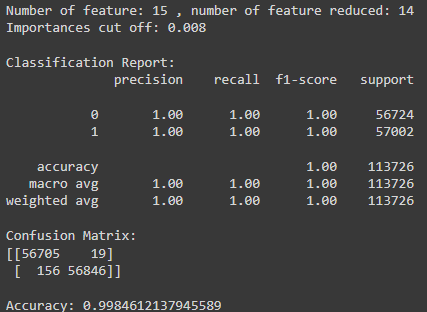 Number of feature: 15 , number of feature reduced: 14
Importances cut off: 0.008
Classification Report:
precision recall f1-score support
0 1.00 1.00 1.00 56724
1 1.00 1.00 1.00 57002
accuracy 1.00 113726
macro avg 1.00 1.00 1.00 113726
weighted avg 1.00 1.00 1.00 113726
Confusion Matrix:
[[56705 19]
[ 156 56846]]
Accuracy: 0.9984612137945589